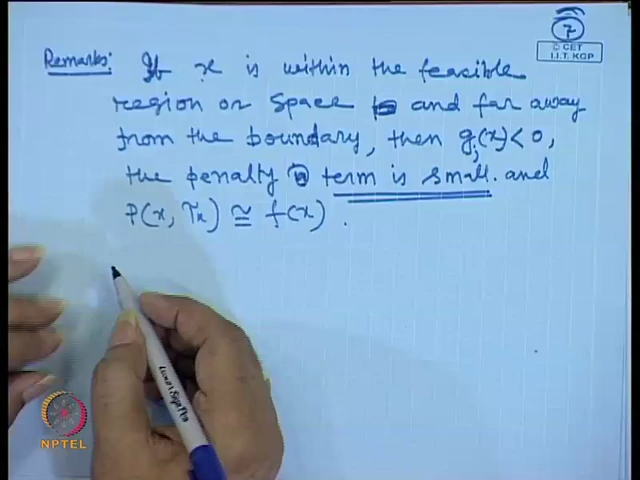 7
© CET
I.I.T. KGP
Remarks: If x is within the feasible
region or space and far away
from the boundary, then gⱼ(x) < 0,
the penalty term is small. and
P(x, rₖ) ≅ f(x).
NPTEL